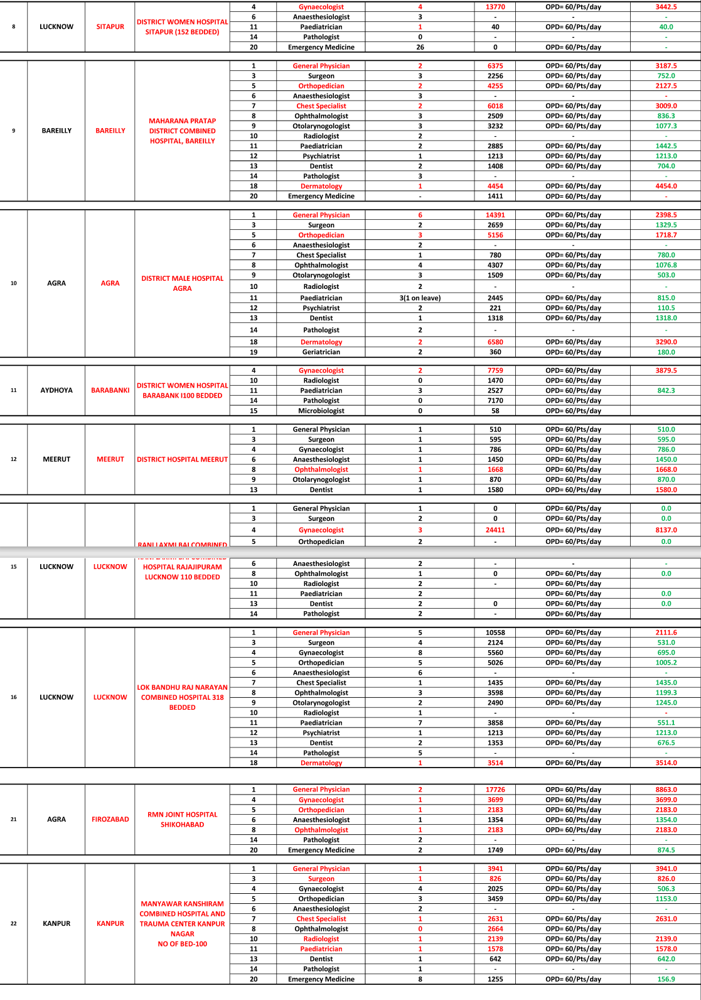 4 Gynaecologist 4 13770 OPD= 60/Pts/day 3442.5
6 Anaesthesiologist 3 - - -
8 LUCKNOW SITAPUR DISTRICT WOMEN HOSPITAL
SITAPUR (152 BEDDED)
11 Paediatrician 1 40 OPD= 60/Pts/day 40.0
14 Pathologist 0 - - -
20 Emergency Medicine 26 0 OPD= 60/Pts/day -
9 BAREILLY BAREILLY MAHARANA PRATAP
DISTRICT COMBINED
HOSPITAL, BAREILLY
1 General Physician 2 6375 OPD= 60/Pts/day 3187.5
3 Surgeon 3 2256 OPD= 60/Pts/day 752.0
5 Orthopedician 2 4255 OPD= 60/Pts/day 2127.5
6 Anaesthesiologist 3 - - -
7 Chest Specialist 2 6018 OPD= 60/Pts/day 3009.0
8 Ophthalmologist 3 2509 OPD= 60/Pts/day 836.3
9 Otolaryngologist 3 3232 OPD= 60/Pts/day 1077.3
10 Radiologist 2 - - -
11 Paediatrician 2 2885 OPD= 60/Pts/day 1442.5
12 Psychiatrist 1 1213 OPD= 60/Pts/day 1213.0
13 Dentist 2 1408 OPD= 60/Pts/day 704.0
14 Pathologist 3 - - -
18 Dermatology 1 4454 OPD= 60/Pts/day 4454.0
20 Emergency Medicine - 1411 OPD= 60/Pts/day -
10 AGRA AGRA DISTRICT MALE HOSPITAL
AGRA
1 General Physician 6 14391 OPD= 60/Pts/day 2398.5
3 Surgeon 2 2659 OPD= 60/Pts/day 1329.5
5 Orthopedician 3 5156 OPD= 60/Pts/day 1718.7
6 Anaesthesiologist 2 - - -
7 Chest Specialist 1 780 OPD= 60/Pts/day 780.0
8 Ophthalmologist 4 4307 OPD= 60/Pts/day 1076.8
9 Otolarynogologist 3 1509 OPD= 60/Pts/day 503.0
10 Radiologist 2 - - -
11 Paediatrician 3(1 on leave) 2445 OPD= 60/Pts/day 815.0
12 Psychiatrist 2 221 OPD= 60/Pts/day 110.5
13 Dentist 1 1318 OPD= 60/Pts/day 1318.0
14 Pathologist 2 - - -
18 Dermatology 2 6580 OPD= 60/Pts/day 3290.0
19 Geriatrician 2 360 OPD= 60/Pts/day 180.0
11 AYDHOYA BARABANKI DISTRICT WOMEN HOSPITAL
BARABANK I100 BEDDED
4 Gynaecologist 2 7759 OPD= 60/Pts/day 3879.5
10 Radiologist 0 1470 OPD= 60/Pts/day
11 Paediatrician 3 2527 OPD= 60/Pts/day 842.3
14 Pathologist 0 7170 OPD= 60/Pts/day
15 Microbiologist 0 58 OPD= 60/Pts/day
12 MEERUT MEERUT DISTRICT HOSPITAL MEERUT
1 General Physician 1 510 OPD= 60/Pts/day 510.0
3 Surgeon 1 595 OPD= 60/Pts/day 595.0
4 Gynaecologist 1 786 OPD= 60/Pts/day 786.0
6 Anaesthesiologist 1 1450 OPD= 60/Pts/day 1450.0
8 Ophthalmologist 1 1668 OPD= 60/Pts/day 1668.0
9 Otolarynogologist 1 870 OPD= 60/Pts/day 870.0
13 Dentist 1 1580 OPD= 60/Pts/day 1580.0
1 General Physician 1 0 OPD= 60/Pts/day 0.0
3 Surgeon 2 0 OPD= 60/Pts/day 0.0
4 Gynaecologist 3 24411 OPD= 60/Pts/day 8137.0
5 Orthopedician 2 - OPD= 60/Pts/day 0.0
15 LUCKNOW LUCKNOW RANI LAXMI BAI COMBINED
HOSPITAL RAJAJIPURAM
LUCKNOW 110 BEDDED
6 Anaesthesiologist 2 - - -
8 Ophthalmologist 1 0 OPD= 60/Pts/day 0.0
10 Radiologist 2 - OPD= 60/Pts/day
11 Paediatrician 2 OPD= 60/Pts/day 0.0
13 Dentist 2 0 OPD= 60/Pts/day 0.0
14 Pathologist 2 - OPD= 60/Pts/day
16 LUCKNOW LUCKNOW LOK BANDHU RAJ NARAYAN
COMBINED HOSPITAL 318
BEDDED
1 General Physician 5 10558 OPD= 60/Pts/day 2111.6
3 Surgeon 4 2124 OPD= 60/Pts/day 531.0
4 Gynaecologist 8 5560 OPD= 60/Pts/day 695.0
5 Orthopedician 5 5026 OPD= 60/Pts/day 1005.2
6 Anaesthesiologist 6 - - -
7 Chest Specialist 1 1435 OPD= 60/Pts/day 1435.0
8 Ophthalmologist 3 3598 OPD= 60/Pts/day 1199.3
9 Otolarynogologist 2 2490 OPD= 60/Pts/day 1245.0
10 Radiologist 1 - - -
11 Paediatrician 7 3858 OPD= 60/Pts/day 551.1
12 Psychiatrist 1 1213 OPD= 60/Pts/day 1213.0
13 Dentist 2 1353 OPD= 60/Pts/day 676.5
14 Pathologist 5 - - -
18 Dermatology 1 3514 OPD= 60/Pts/day 3514.0
21 AGRA FIROZABAD RMN JOINT HOSPITAL
SHIKOHABAD
1 General Physician 2 17726 OPD= 60/Pts/day 8863.0
4 Gynaecologist 1 3699 OPD= 60/Pts/day 3699.0
5 Orthopedician 1 2183 OPD= 60/Pts/day 2183.0
6 Anaesthesiologist 1 1354 OPD= 60/Pts/day 1354.0
8 Ophthalmologist 1 2183 OPD= 60/Pts/day 2183.0
14 Pathologist 2 - - -
20 Emergency Medicine 2 1749 OPD= 60/Pts/day 874.5
22 KANPUR KANPUR MANYAWAR KANSHIRAM
COMBINED HOSPITAL AND
TRAUMA CENTER KANPUR
NAGAR
NO OF BED-100
1 General Physician 1 3941 OPD= 60/Pts/day 3941.0
3 Surgeon 1 826 OPD= 60/Pts/day 826.0
4 Gynaecologist 4 2025 OPD= 60/Pts/day 506.3
5 Orthopedician 3 3459 OPD= 60/Pts/day 1153.0
6 Anaesthesiologist 2 - - -
7 Chest Specialist 1 2631 OPD= 60/Pts/day 2631.0
8 Ophthalmologist 0 2664 OPD= 60/Pts/day
10 Radiologist 1 2139 OPD= 60/Pts/day 2139.0
11 Paediatrician 1 1578 OPD= 60/Pts/day 1578.0
13 Dentist 1 642 OPD= 60/Pts/day 642.0
14 Pathologist 1 - - -
20 Emergency Medicine 8 1255 OPD= 60/Pts/day 156.9